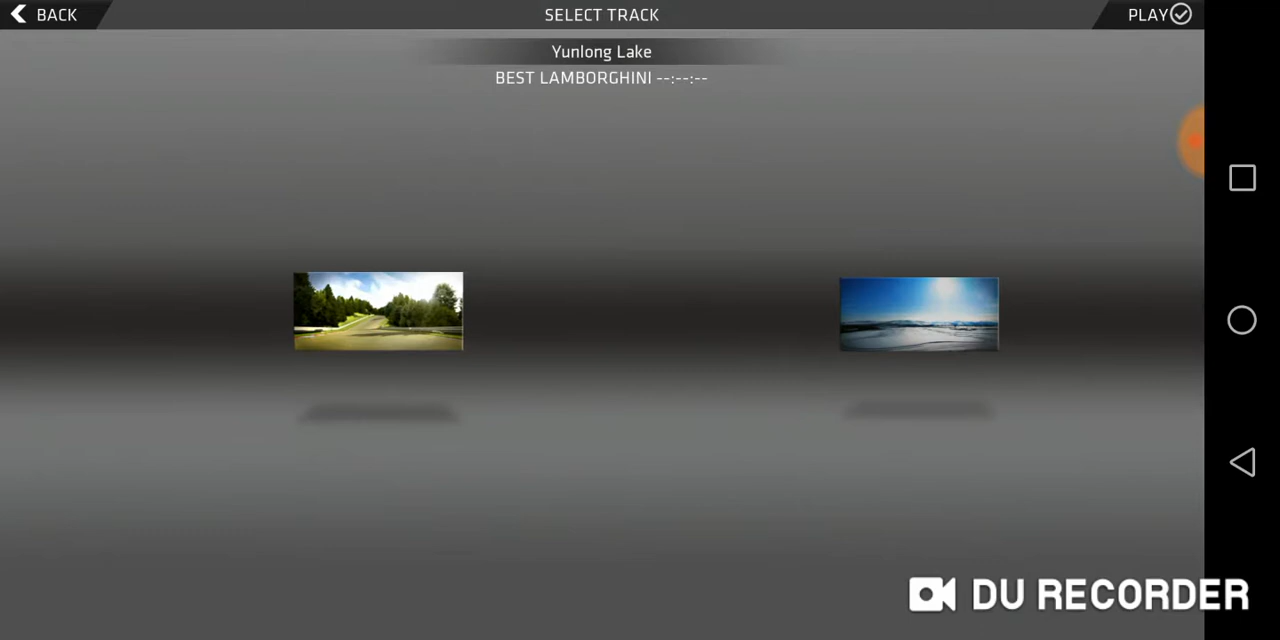 BACK
SELECT TRACK
PLAY
Yunlong Lake
BEST LAMBORGHINI --:--:--
DU RECORDER